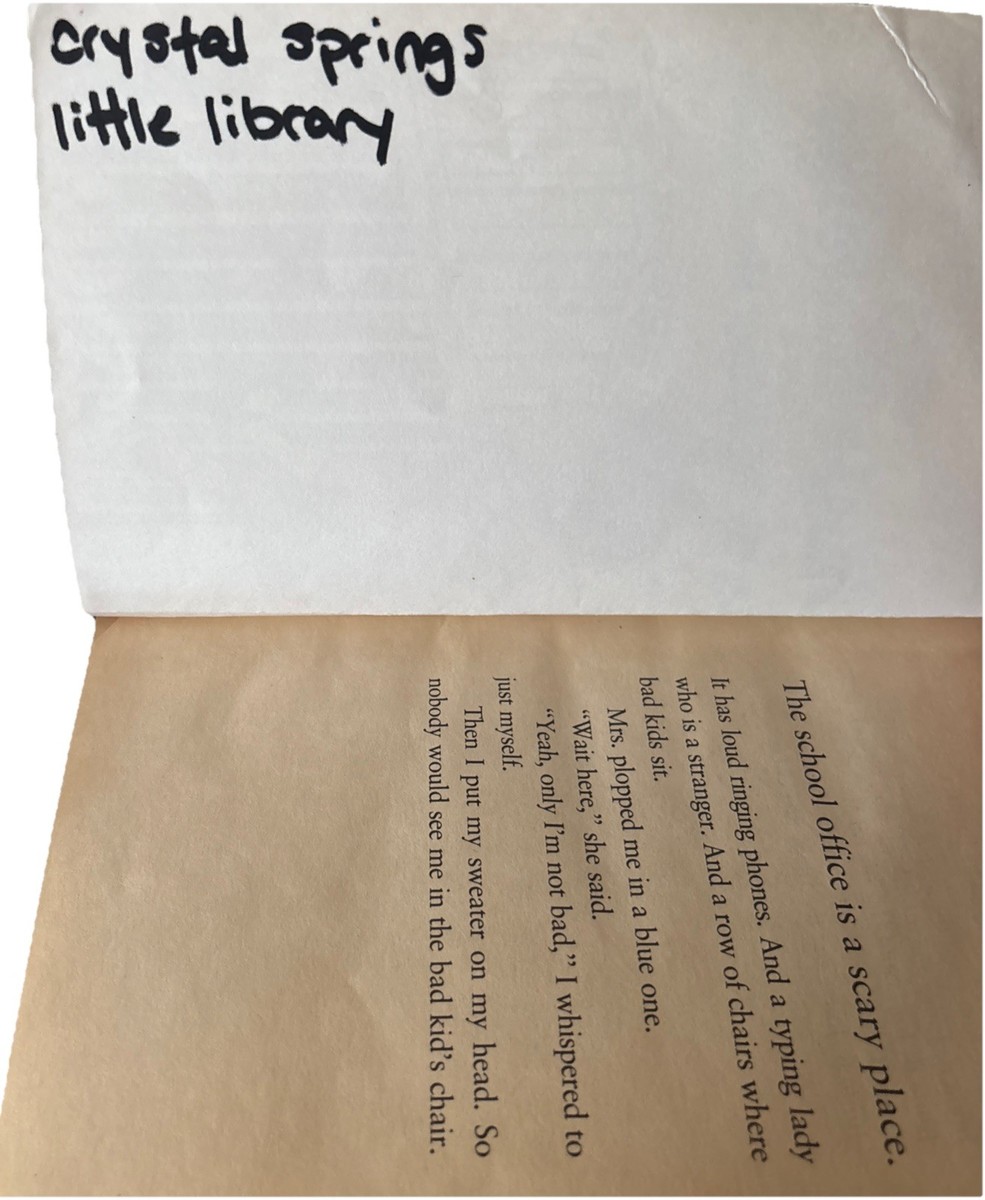 crystal springs
little library
The school office is a scary place.
It has loud ringing phones. And a typing lady
who is a stranger. And a row of chairs where
bad kids sit.
Mrs. plopped me in a blue one.
“Wait here,” she said.
“Yeah, only I’m not bad,” I whispered to
just myself.
Then I put my sweater on my head. So
nobody would see me in the bad kid’s chair.